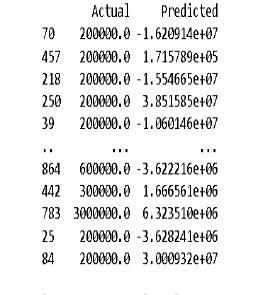 Actual Predicted
70 200000.0 -1.620914e+07
457 200000.0 1.715789e+05
218 200000.0 -1.554665e+07
250 200000.0 3.851585e+07
39 200000.0 -1.060146e+07
.. ... ...
864 600000.0 -3.622216e+06
442 300000.0 1.666561e+06
783 3000000.0 6.323510e+06
25 200000.0 -3.628241e+06
84 200000.0 3.000932e+07